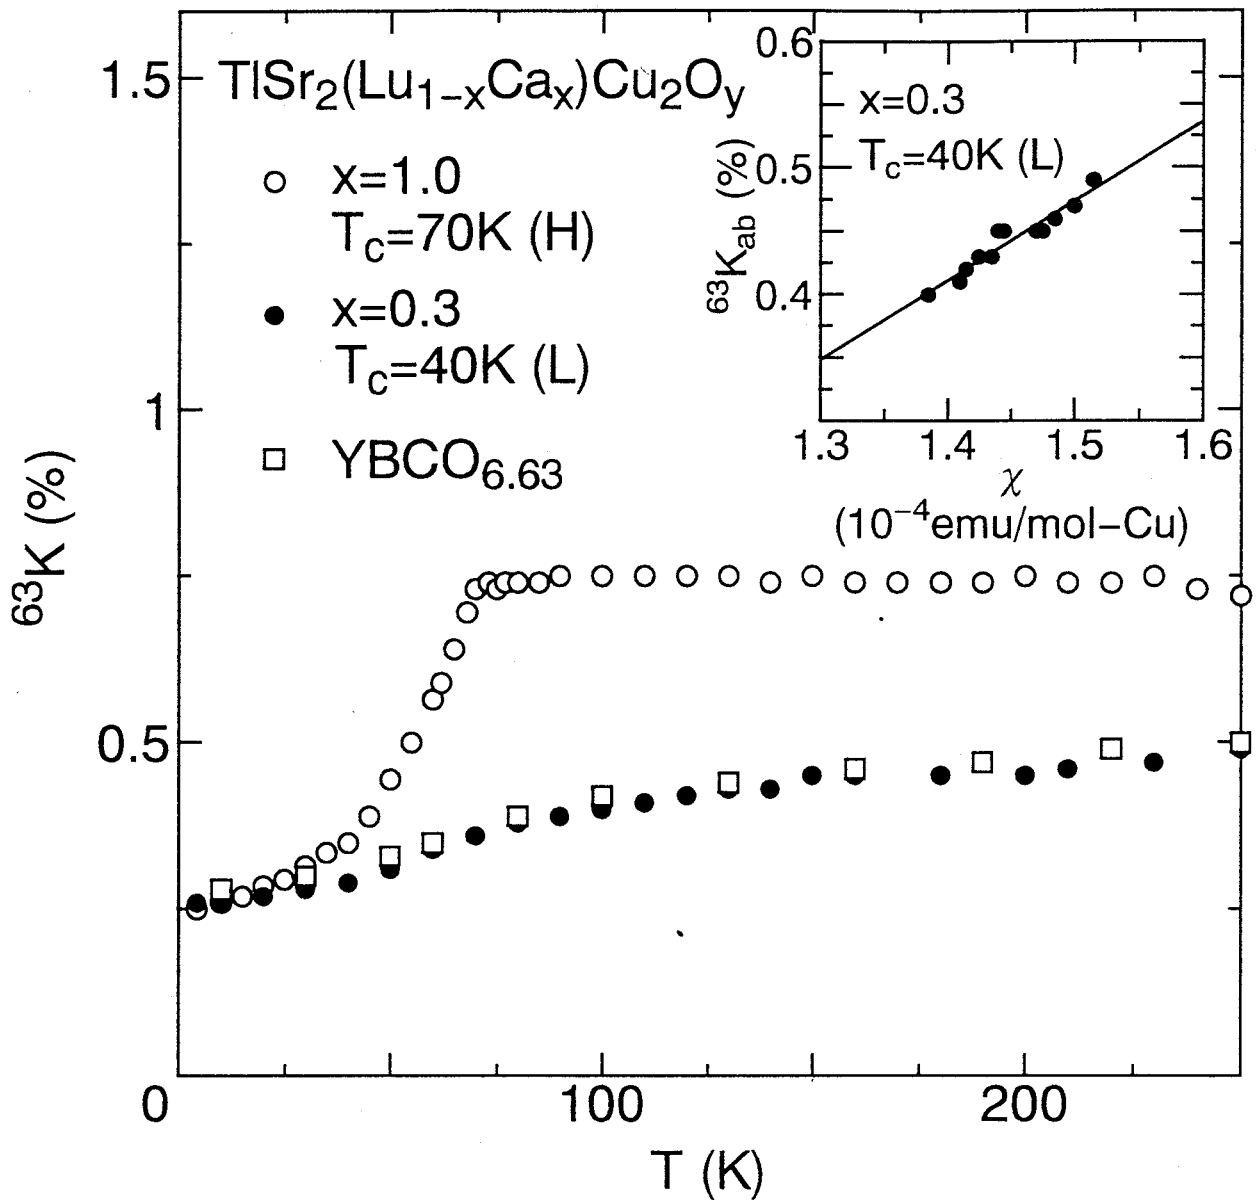 TlSr2(Lu1−xCax)Cu2Oy
x=1.0
Tc=70K (H)
x=0.3
Tc=40K (L)
YBCO6.63
63K (%)
1.5
1
0.5
0
100
200
T (K)
x=0.3
Tc=40K (L)
63Kab (%)
0.6
0.5
0.4
1.3
1.4
1.5
1.6
χ
(10−4emu/mol−Cu)